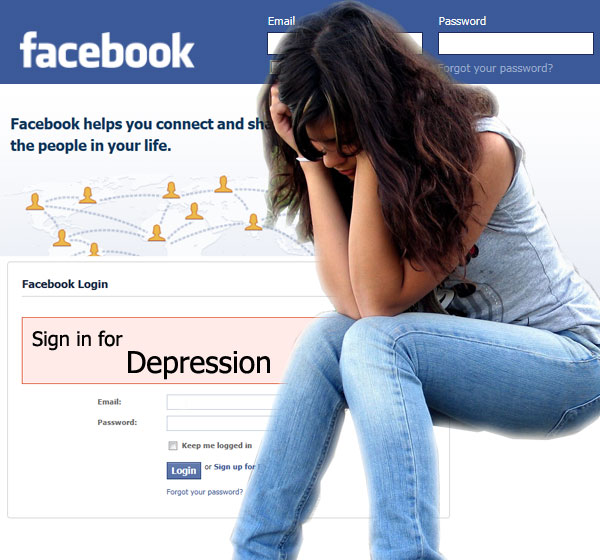 facebook
Email
Password
Forgot your password?
Facebook helps you connect and sha
the people in your life.
Facebook Login
Sign in for
Depression
Email:
Password:
Keep me logged in
Login or Sign up for
Forgot your password?